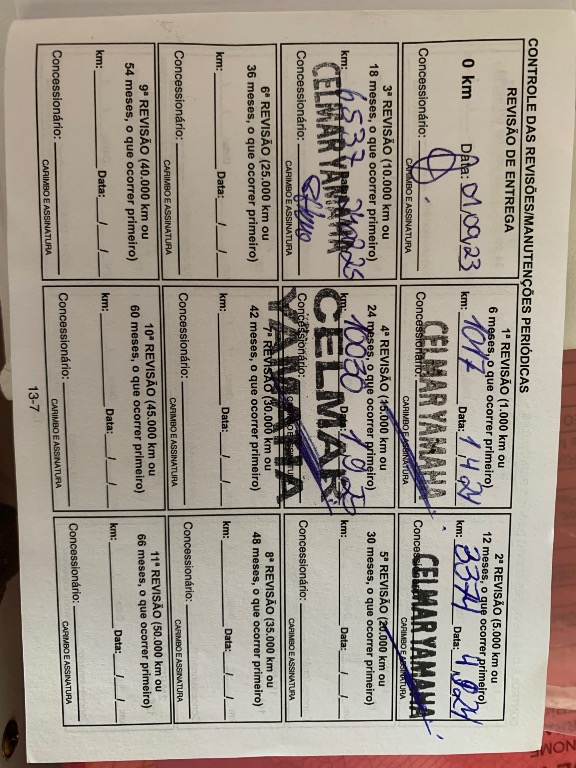 CONTROLE DAS REVISÕES/MANUTENÇÕES PERIÓDICAS
REVISÃO DE ENTREGA
0 km Data: 01/09/23
Concessionário:
CARIMBO E ASSINATURA
1ª REVISÃO (1.000 km ou
6 meses, o que ocorrer primeiro)
km: 1017 Data: 1/4/24
CELMAR YAMAHA
Concessionário:
CARIMBO E ASSINATURA
2ª REVISÃO (5.000 km ou
12 meses, o que ocorrer primeiro)
km: 3374 Data: 4/9/24
CELMAR YAMAHA
Concessionário:
CARIMBO E ASSINATURA
3ª REVISÃO (10.000 km ou
18 meses, o que ocorrer primeiro)
km: 6537 Data:
CELMAR YAMAHA
Concessionário:
CARIMBO E ASSINATURA
4ª REVISÃO (15.000 km ou
24 meses, o que ocorrer primeiro)
km: 10030 Data:
CELMAR
YAMAHA
Concessionário:
CARIMBO E ASSINATURA
5ª REVISÃO (20.000 km ou
30 meses, o que ocorrer primeiro)
km: Data: / /
Concessionário:
CARIMBO E ASSINATURA
6ª REVISÃO (25.000 km ou
36 meses, o que ocorrer primeiro)
km: Data: / /
Concessionário:
CARIMBO E ASSINATURA
7ª REVISÃO (30.000 km ou
42 meses, o que ocorrer primeiro)
km: Data: / /
Concessionário:
CARIMBO E ASSINATURA
8ª REVISÃO (35.000 km ou
48 meses, o que ocorrer primeiro)
km: Data: / /
Concessionário:
CARIMBO E ASSINATURA
9ª REVISÃO (40.000 km ou
54 meses, o que ocorrer primeiro)
km: Data: / /
Concessionário:
CARIMBO E ASSINATURA
10ª REVISÃO (45.000 km ou
60 meses, o que ocorrer primeiro)
km: Data: / /
Concessionário:
CARIMBO E ASSINATURA
11ª REVISÃO (50.000 km ou
66 meses, o que ocorrer primeiro)
km: Data: / /
Concessionário:
CARIMBO E ASSINATURA
13-7
NOME